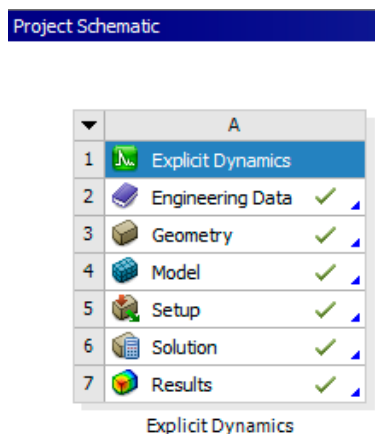 Project Schematic
A
1 Explicit Dynamics
2 Engineering Data
3 Geometry
4 Model
5 Setup
6 Solution
7 Results
Explicit Dynamics